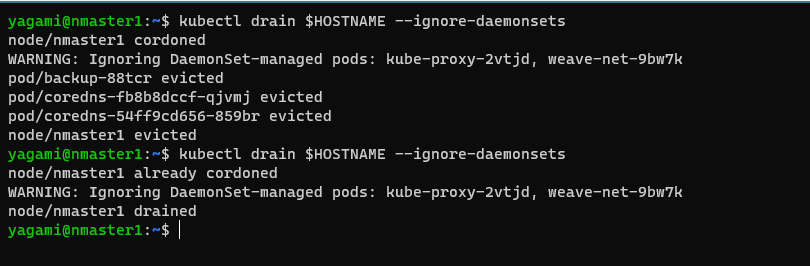 yagami@nmaster1:~$ kubectl drain $HOSTNAME --ignore-daemonsets
node/nmaster1 cordoned
WARNING: Ignoring DaemonSet-managed pods: kube-proxy-2vtjd, weave-net-9bw7k
pod/backup-88tcr evicted
pod/coredns-fb8b8dccf-qjvmj evicted
pod/coredns-54ff9cd656-859br evicted
node/nmaster1 evicted
yagami@nmaster1:~$ kubectl drain $HOSTNAME --ignore-daemonsets
node/nmaster1 already cordoned
WARNING: Ignoring DaemonSet-managed pods: kube-proxy-2vtjd, weave-net-9bw7k
node/nmaster1 drained
yagami@nmaster1:~$